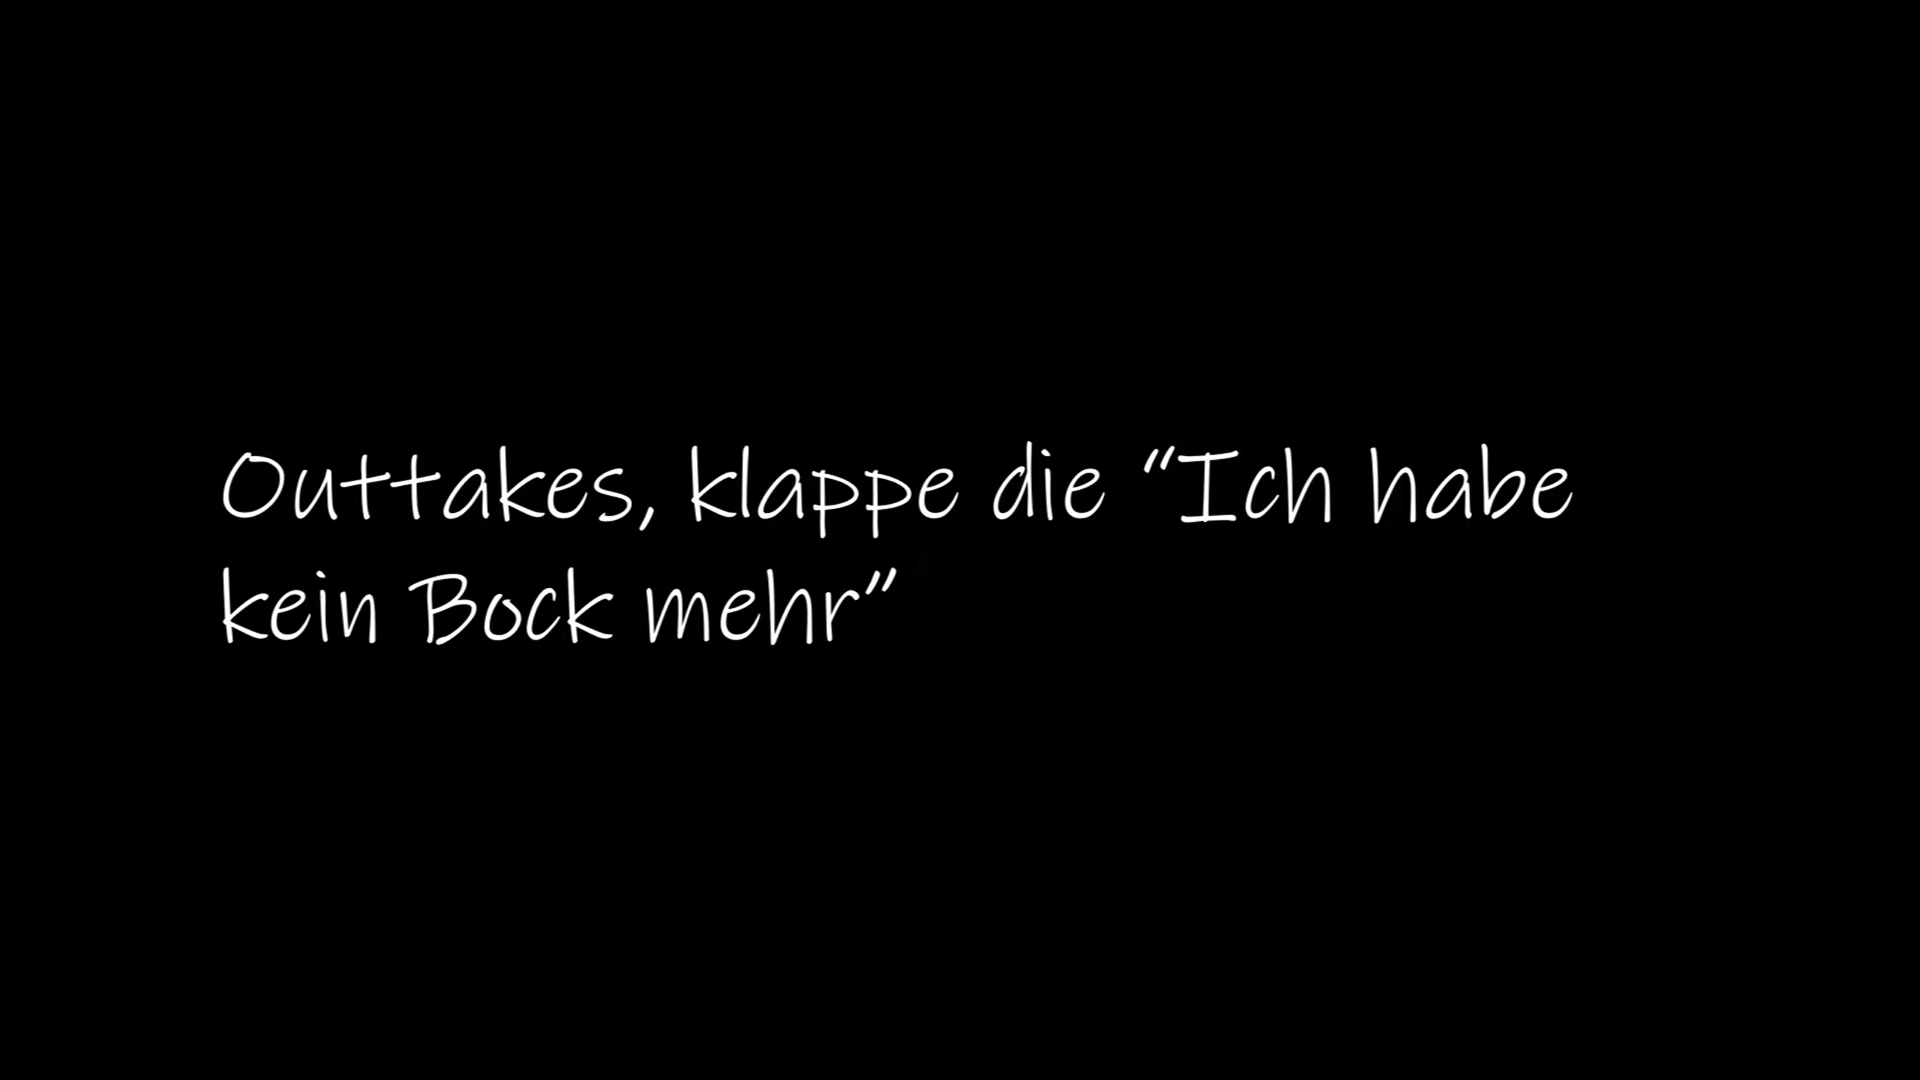 Outtakes, klappe die “Ich habe
kein Bock mehr”